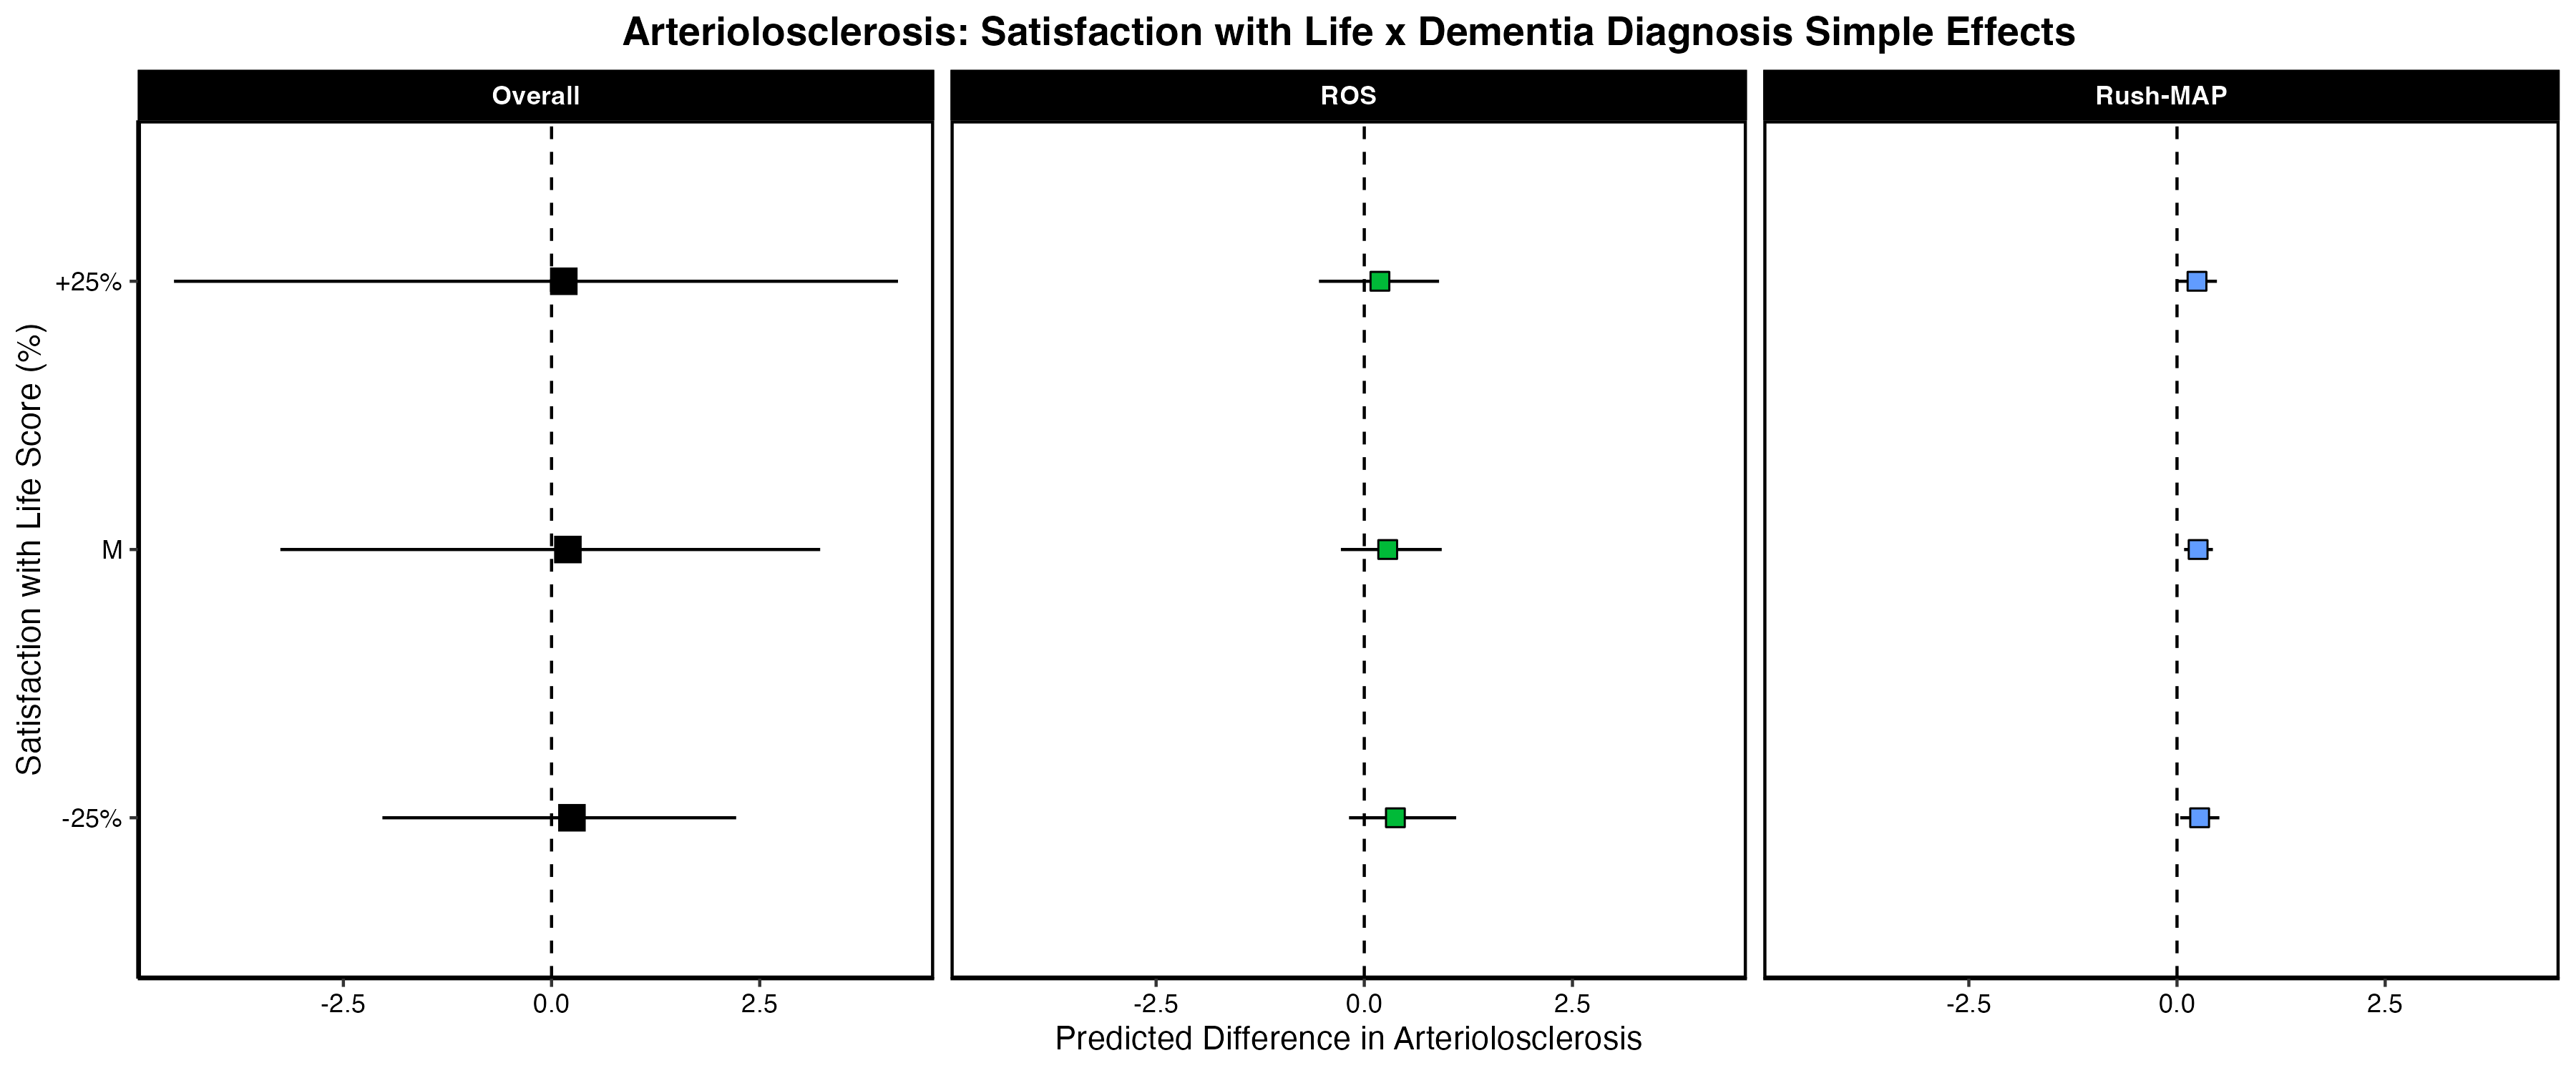 Arteriolosclerosis: Satisfaction with Life x Dementia Diagnosis Simple Effects
Overall
ROS
Rush-MAP
Satisfaction with Life Score (%)
+25%
M
-25%
-2.5 0.0 2.5
-2.5 0.0 2.5
-2.5 0.0 2.5
Predicted Difference in Arteriolosclerosis